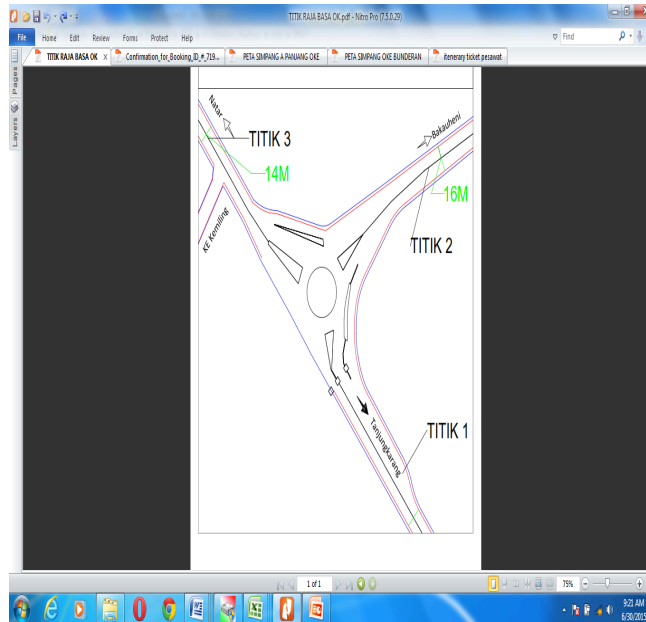 TITIK RAJA BASA OK.pdf - Nitro Pro (7.5.0.29)
File Home Edit Review Forms Protect Help
Find
TITIK RAJA BASA OK x Confirmation_for_Booking_ID_#_719... PETA SIMPANG A PANJANG OKE PETA SIMPANG OKE BUNDERAN itenerary ticket pesawat
Pages
Layers
Natar
TITIK 3
14M
Bakauheni
16M
KE Kemiling
TITIK 2
TITIK 1
Tanjungkarang
1 of 1
75%
9:21 AM
6/30/2015